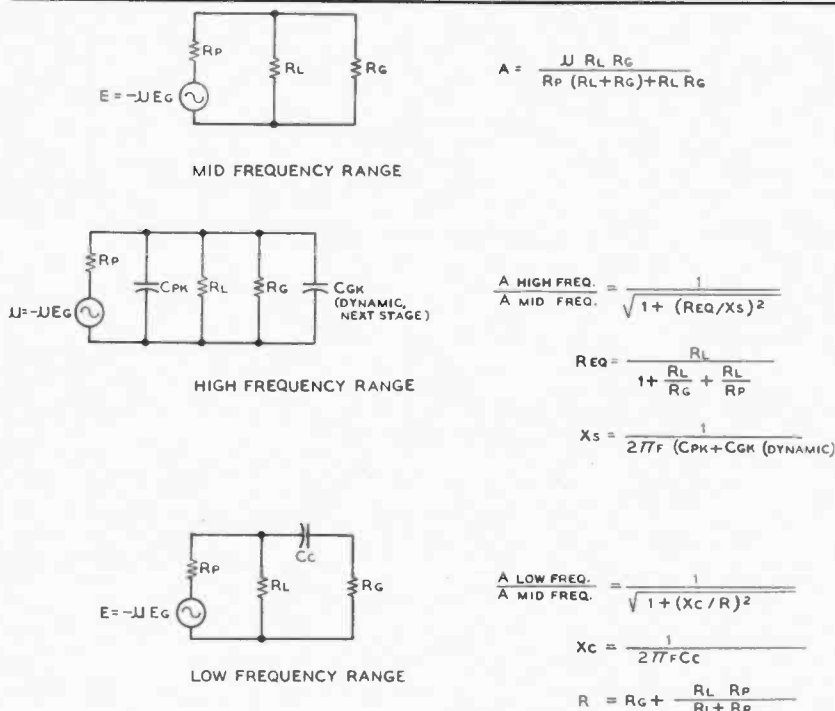 RP
RL
RG
E = -μ EG
MID FREQUENCY RANGE
A = μ RL RG / RP (RL+RG)+RL RG
RP
CPK
RL
RG
CGK
(DYNAMIC,
NEXT STAGE)
μ=-μEG
HIGH FREQUENCY RANGE
A HIGH FREQ. / A MID FREQ. = 1 / √1 + (REQ/XS)²
REQ = RL / 1+ RL/RG + RL/RP
XS = 1 / 2πF (CPK+CGK (DYNAMIC)
CC
RP
RL
RG
E = -μ EG
LOW FREQUENCY RANGE
A LOW FREQ. / A MID FREQ. = 1 / √1 + (XC / R)²
XC = 1 / 2πFCC
R = RG + RL RP / RL + RP